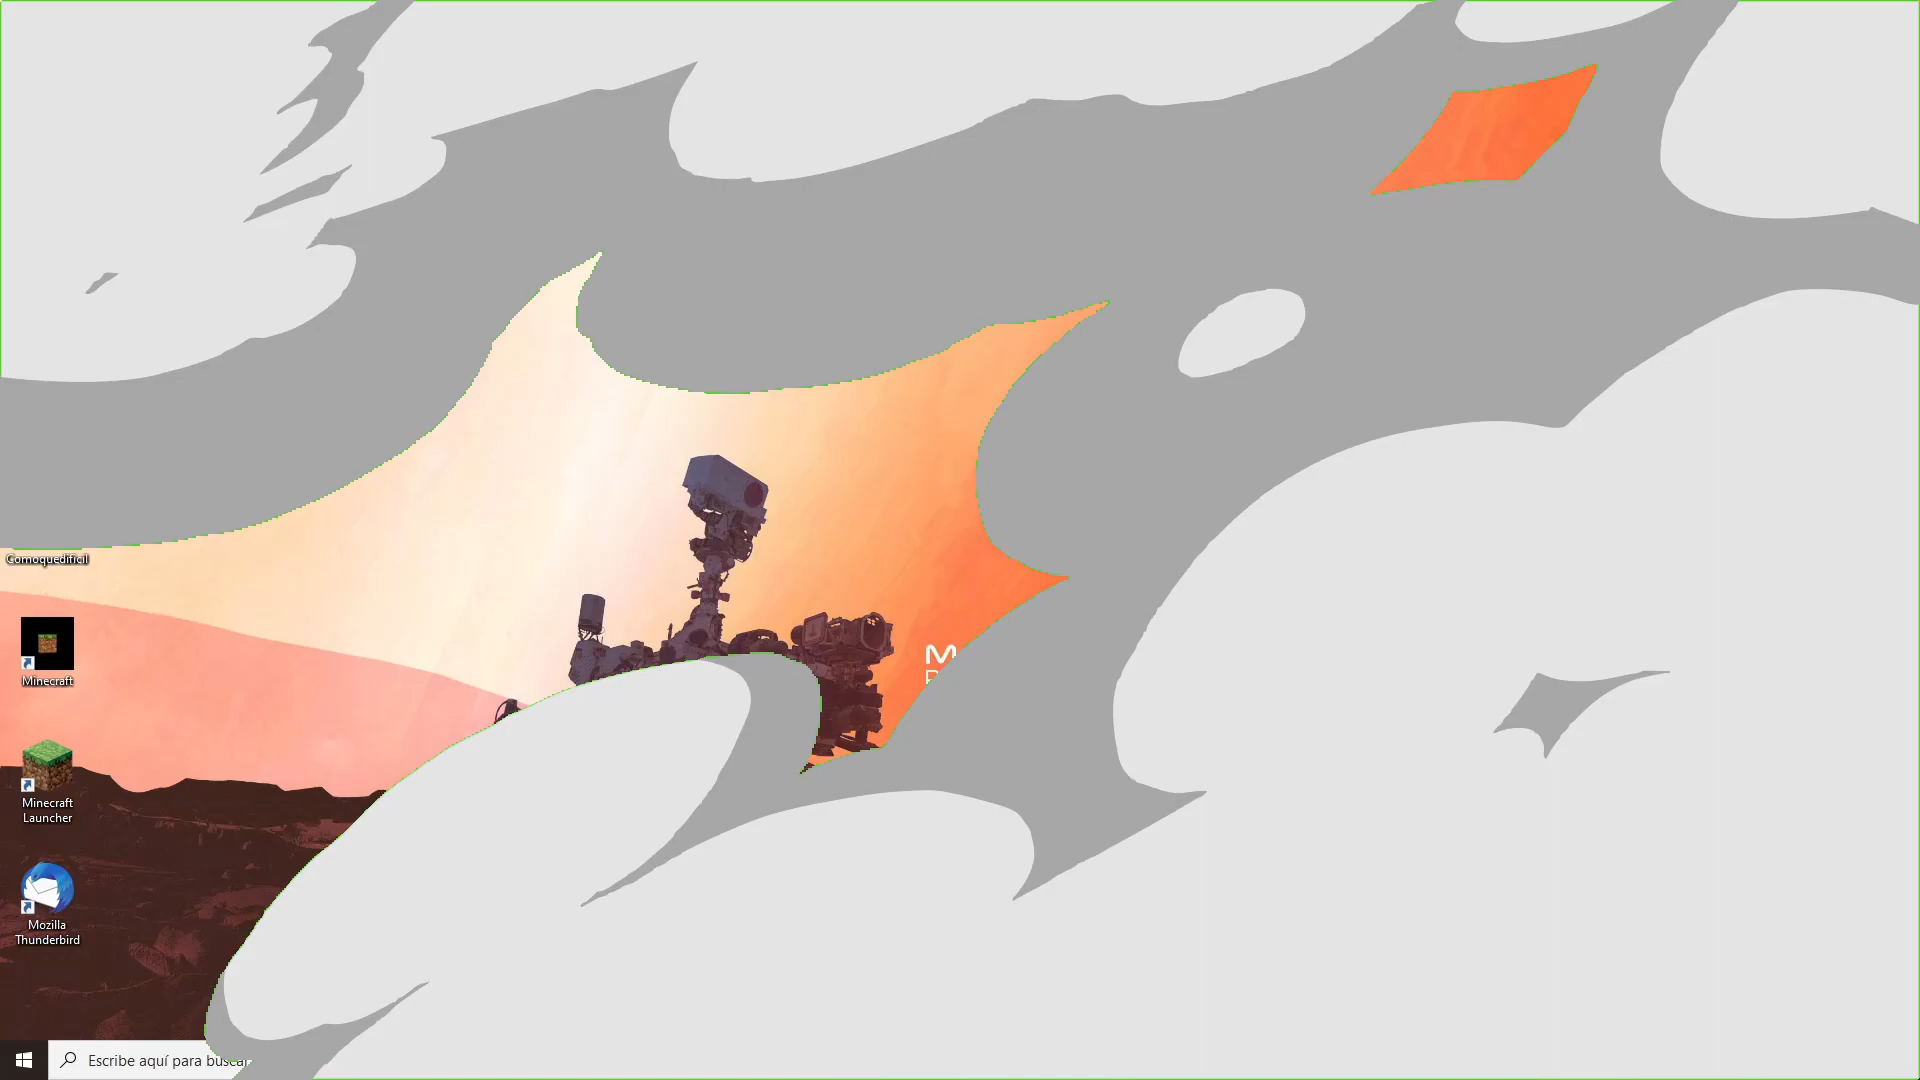 Comoquedificil
Minecraft
Minecraft
Launcher
Mozilla
Thunderbird
Escribe aquí para buscar